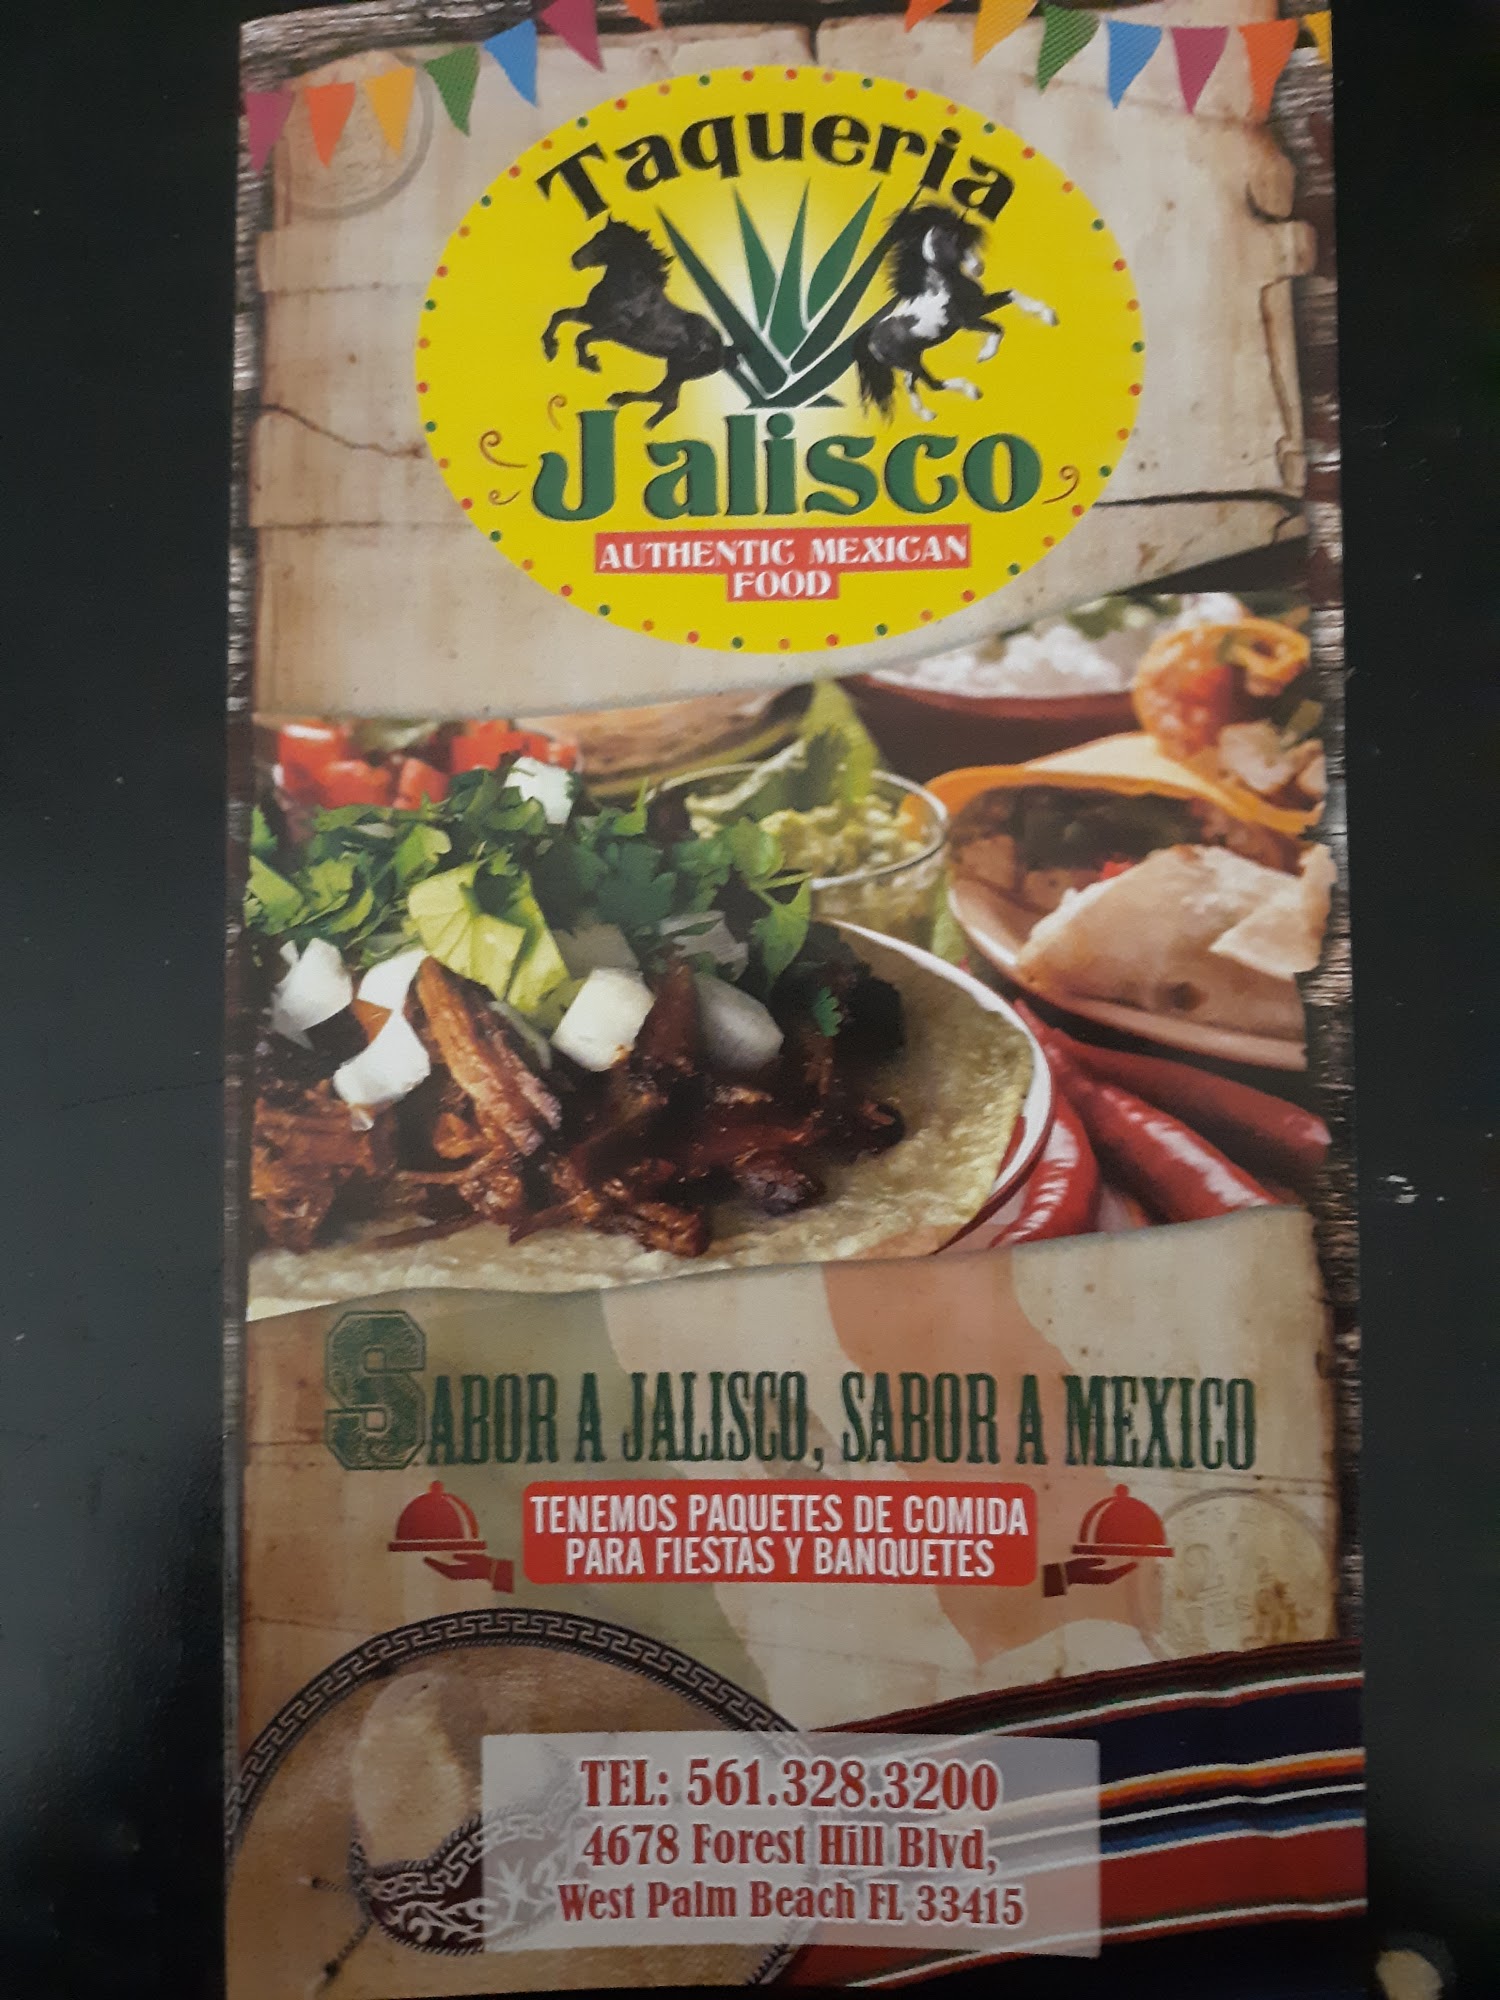 Taqueria
Jalisco
AUTHENTIC MEXICAN
FOOD
SABOR A JALISCO, SABOR A MEXICO
TENEMOS PAQUETES DE COMIDA
PARA FIESTAS Y BANQUETES
TEL: 561.328.3200
4678 Forest Hill Blvd,
West Palm Beach FL 33415